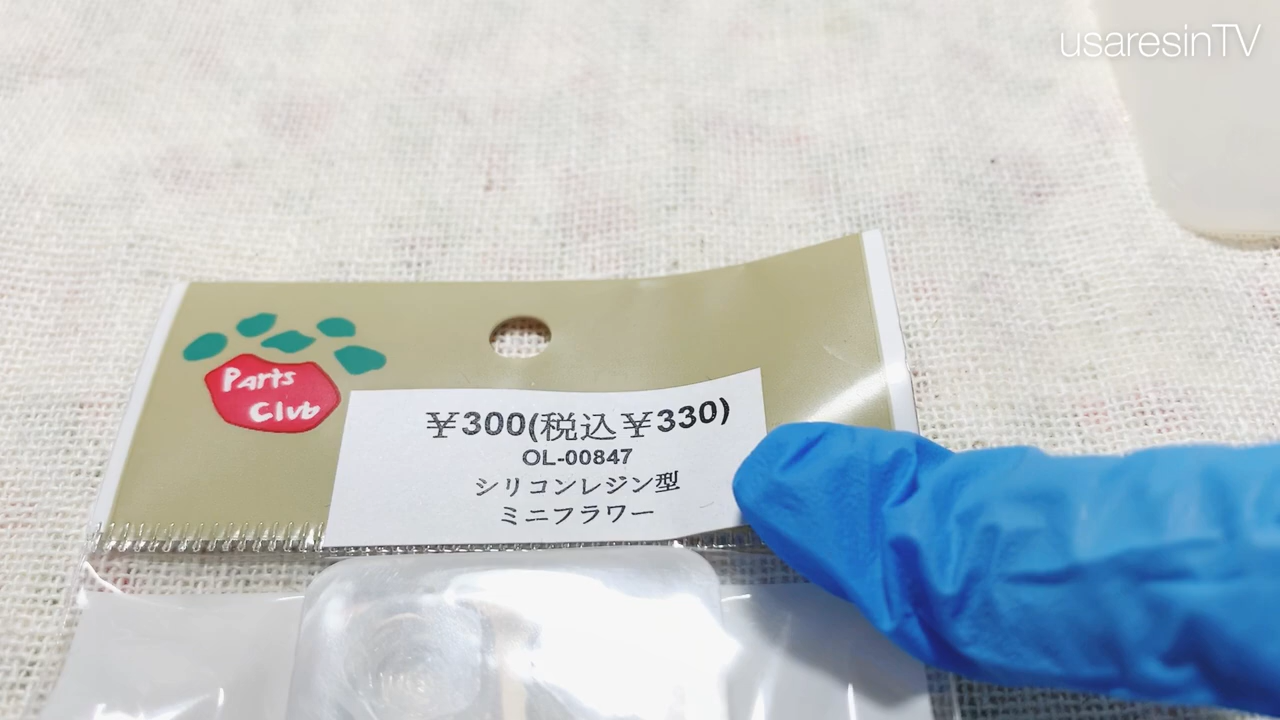 usaresinTV
Parts
Club
¥300(税込¥330)
OL-00847
シリコンレジン型
ミニフラワー